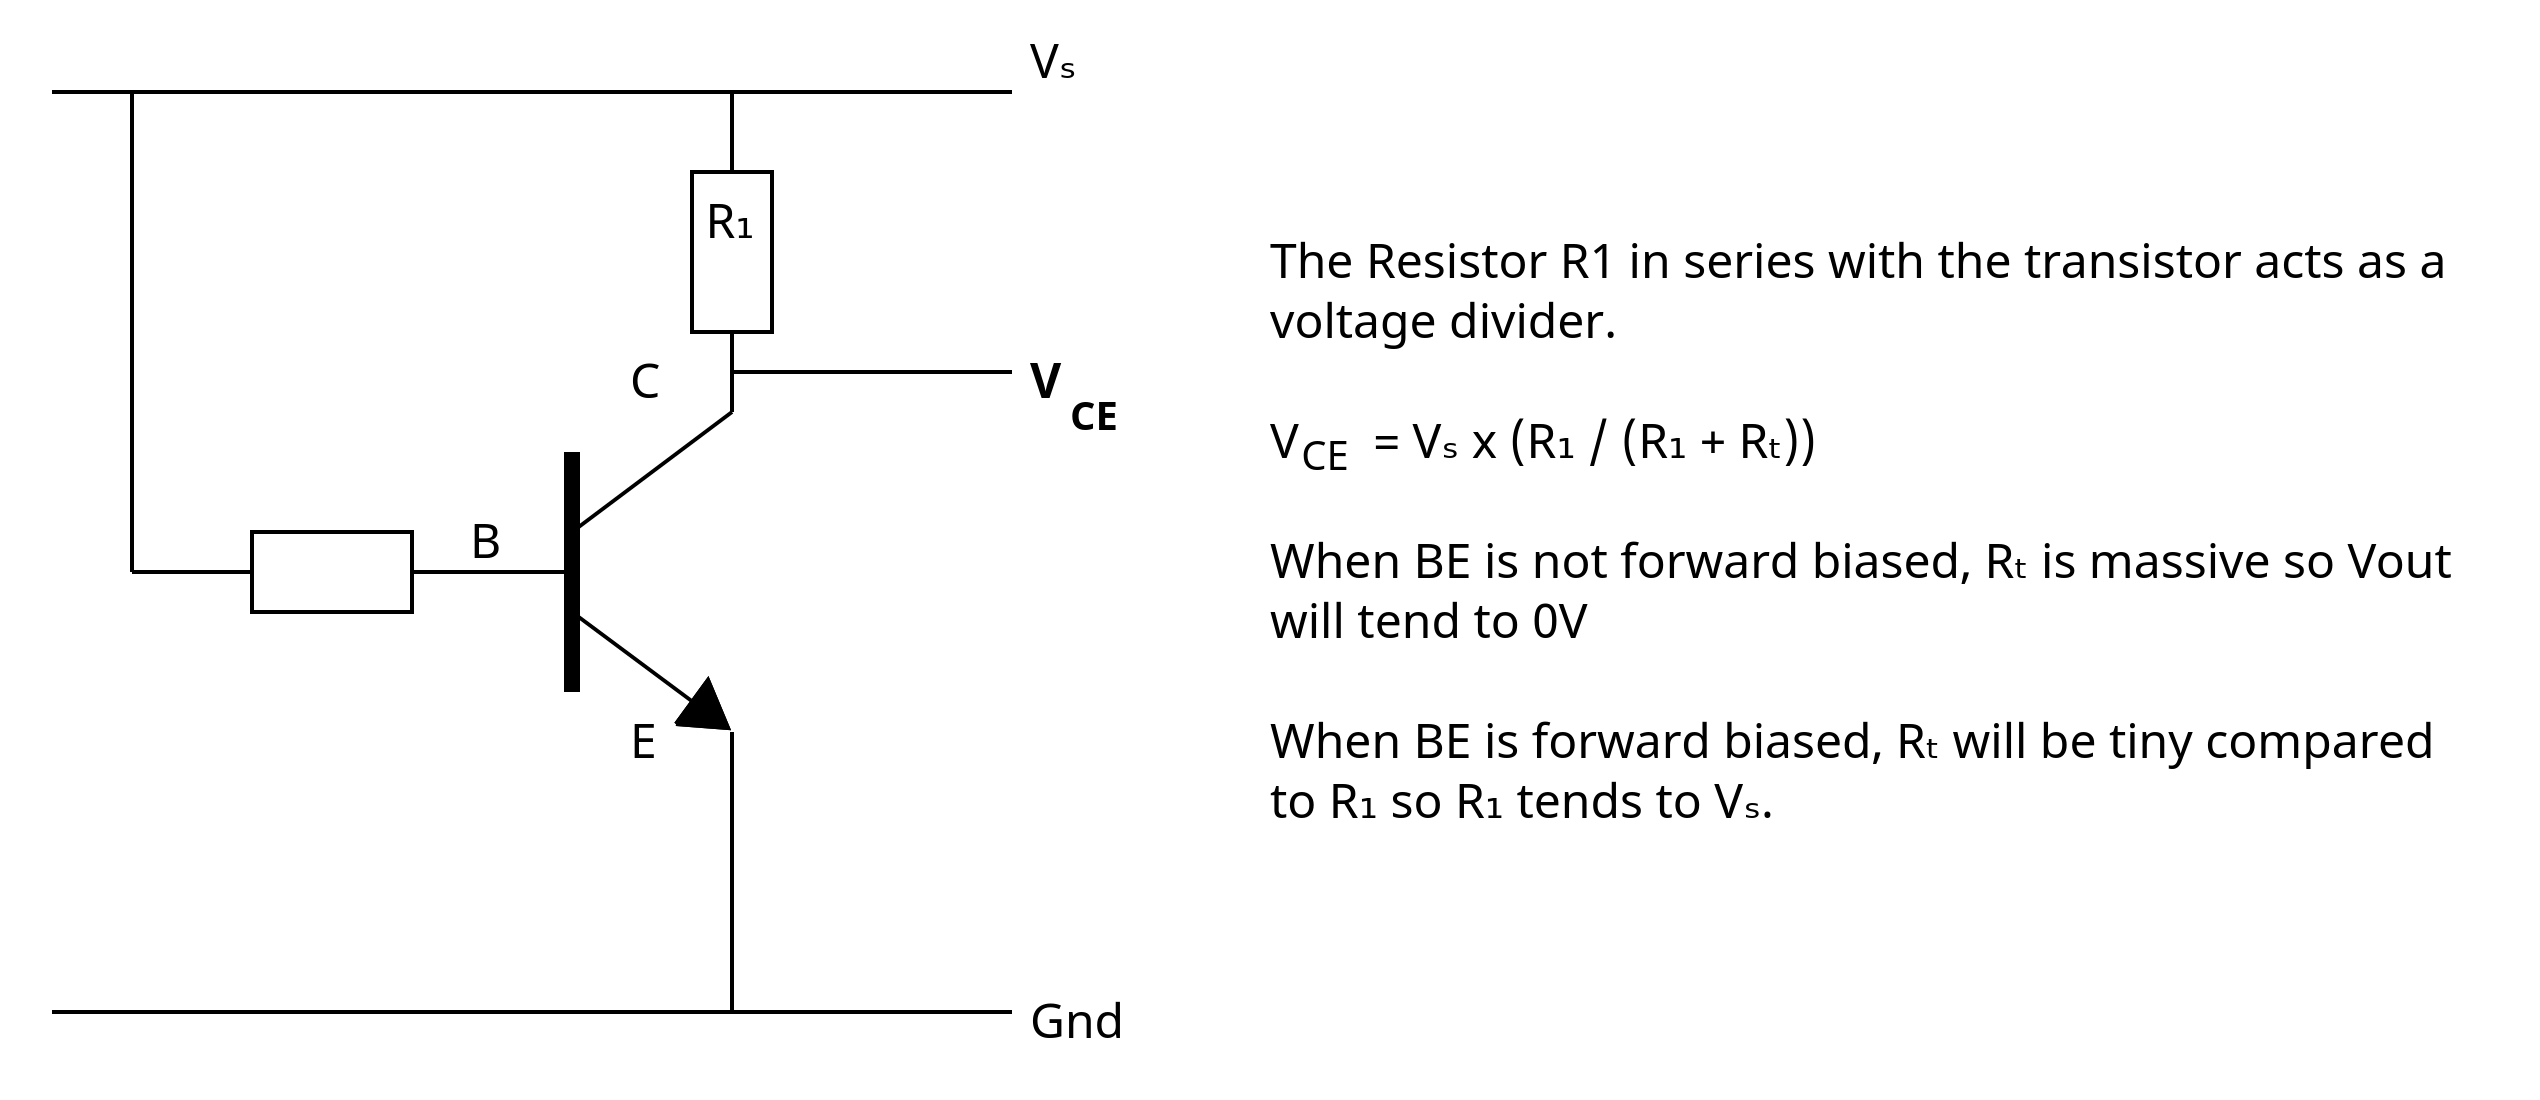 Vₛ
R₁
C
V CE
B
E
Gnd
The Resistor R1 in series with the transistor acts as a
voltage divider.
VCE = Vₛ x (R₁ / (R₁ + Rₜ))
When BE is not forward biased, Rₜ is massive so Vout
will tend to 0V
When BE is forward biased, Rₜ will be tiny compared
to R₁ so R₁ tends to Vₛ.